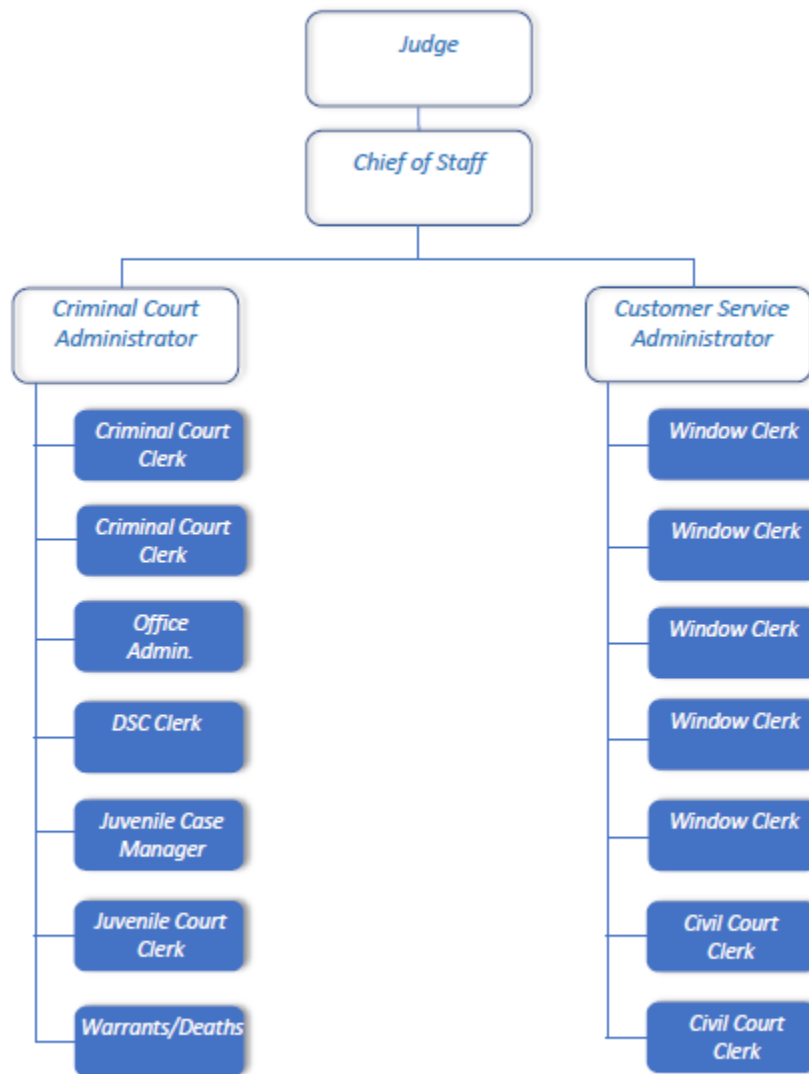 Judge
Chief of Staff
Criminal Court
Administrator
Criminal Court
Clerk
Criminal Court
Clerk
Office
Admin.
DSC Clerk
Juvenile Case
Manager
Juvenile Court
Clerk
Warrants/Deaths
Customer Service
Administrator
Window Clerk
Window Clerk
Window Clerk
Window Clerk
Window Clerk
Civil Court
Clerk
Civil Court
Clerk